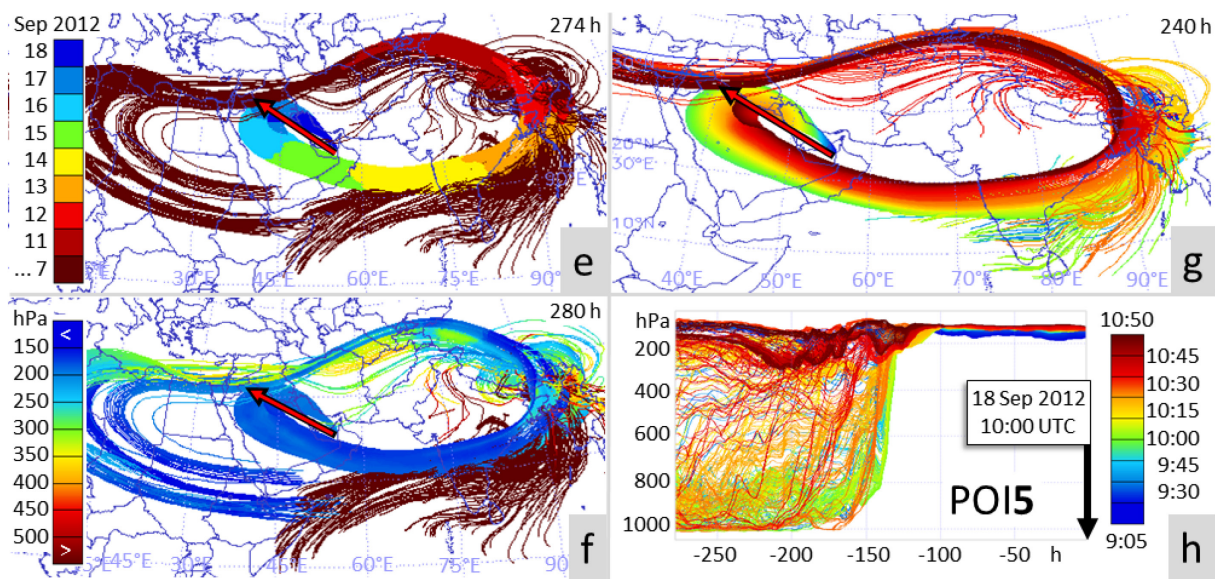 Sep 2012
274 h
18
17
16
15
14
13
12
11
...7
30°E
45°E
60°E
75°E
90°E
e
240 h
20°N
30°E
10°N
40°E
50°E
60°E
70°E
80°E
90°E
g
hPa
280 h
<
150
200
250
300
350
400
450
500
>
45°E
30°E
45°E
60°E
75°E
90
f
hPa
200
400
600
800
1000
-250
-200
-150
-100
-50
h
18 Sep 2012
10:00 UTC
POI5
10:50
10:45
10:30
10:15
10:00
9:45
9:30
9:05
h